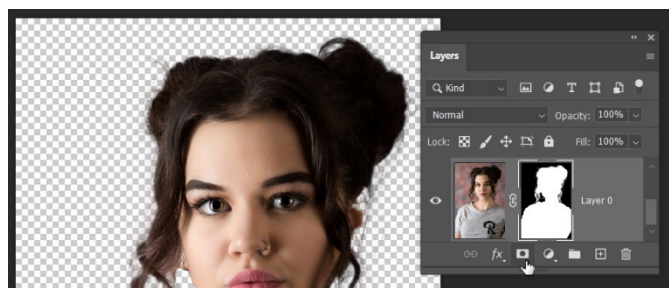 Layers
Kind
Normal Opacity: 100%
Lock: Fill: 100%
Layer 0
R
fx